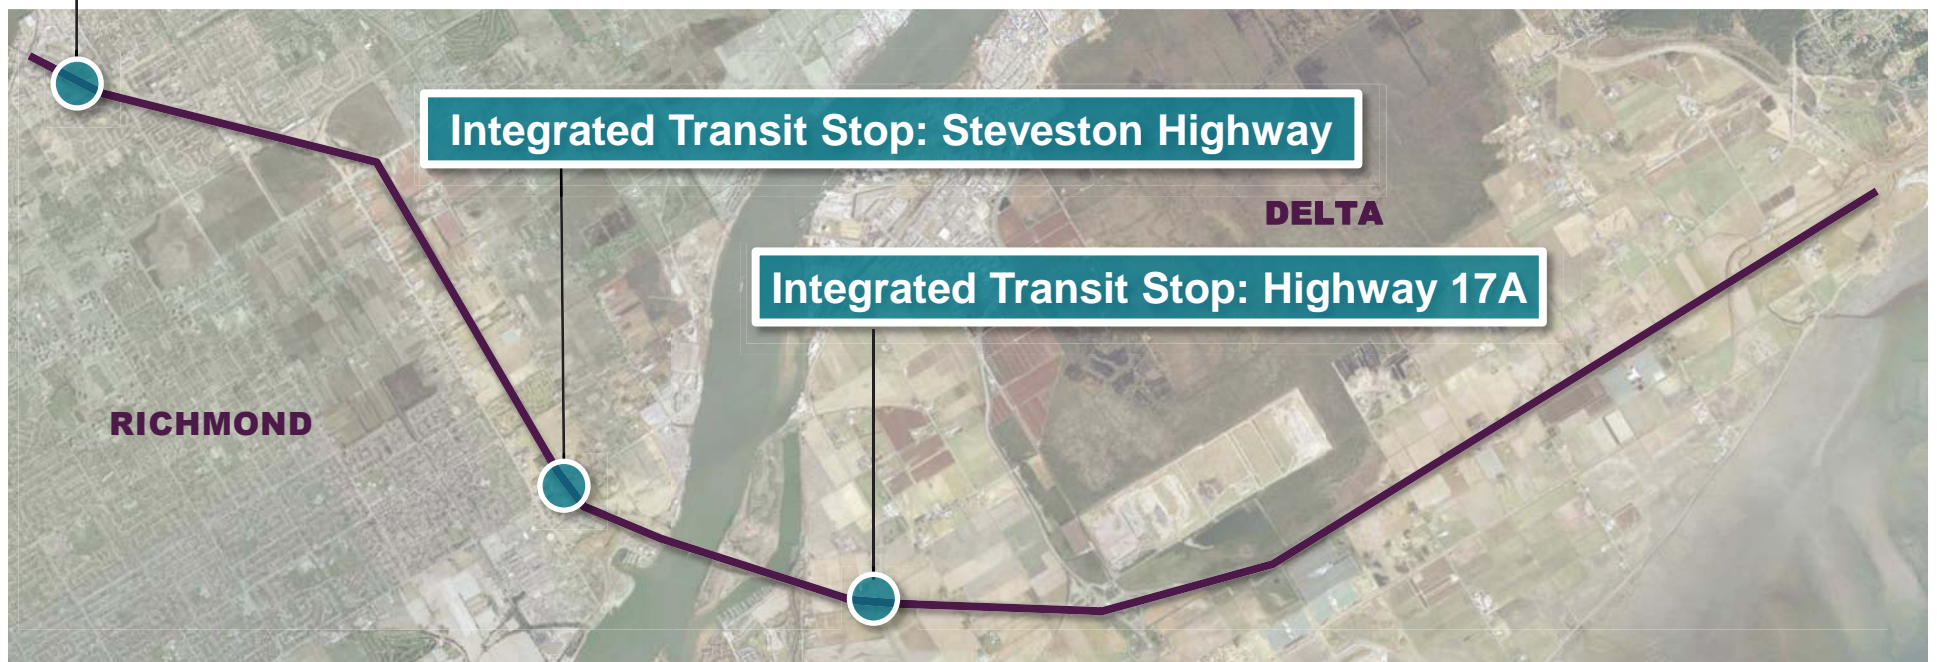 Integrated Transit Stop: Steveston Highway
DELTA
Integrated Transit Stop: Highway 17A
RICHMOND